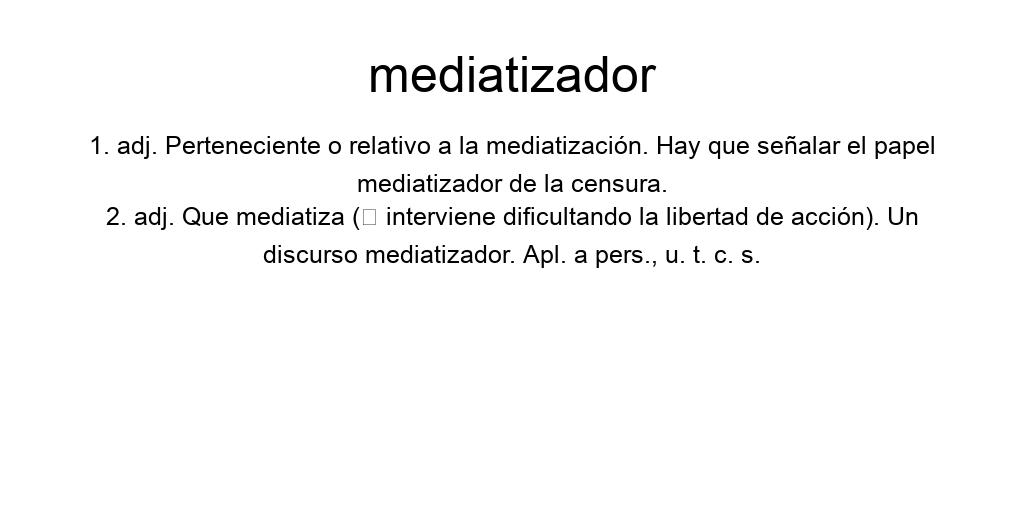 mediatizador
1. adj. Perteneciente o relativo a la mediatización. Hay que señalar el papel
mediatizador de la censura.
2. adj. Que mediatiza (□ interviene dificultando la libertad de acción). Un
discurso mediatizador. Apl. a pers., u. t. c. s.